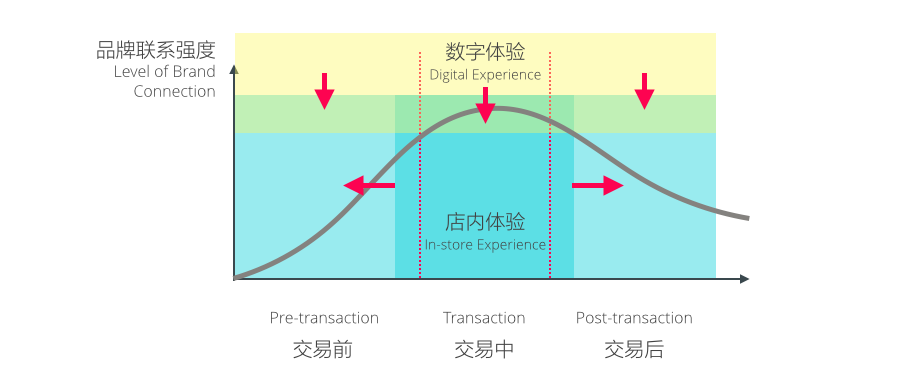 品牌联系强度
Level of Brand
Connection
数字体验
Digital Experience
店内体验
In-store Experience
Pre-transaction
交易前
Transaction
交易中
Post-transaction
交易后